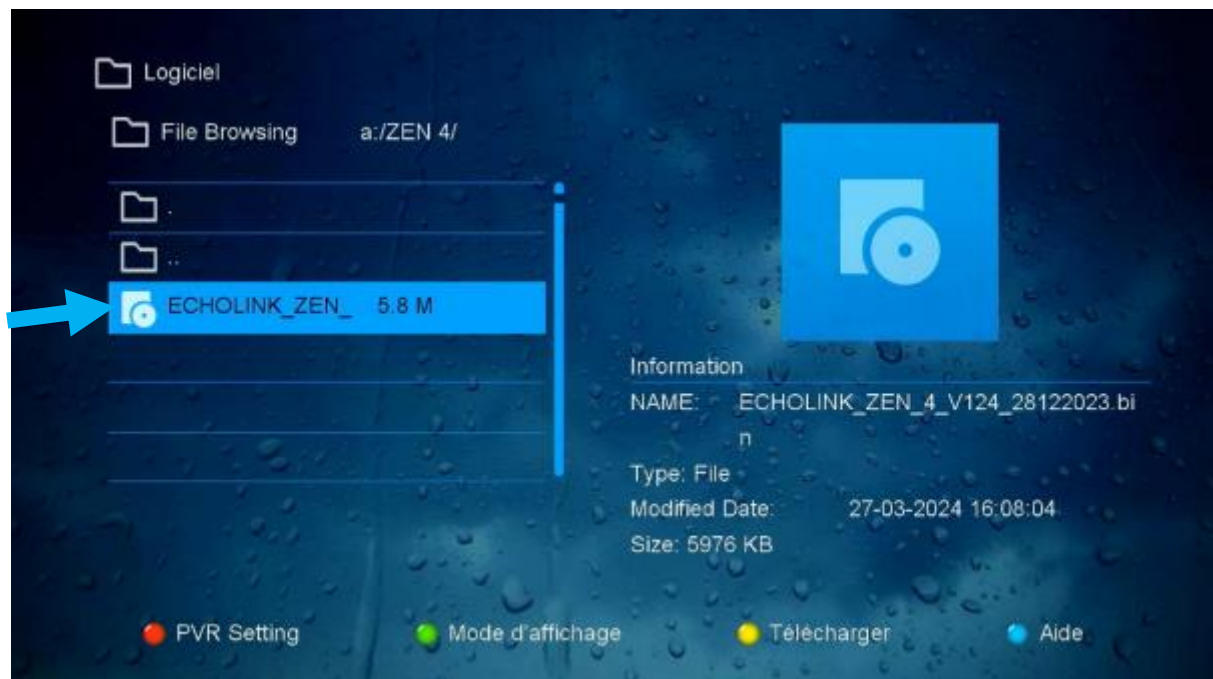 Logiciel
File Browsing a:/ZEN 4/
.
..
ECHOLINK_ZEN_ 5.8 M
Information
NAME: ECHOLINK_ZEN_4_V124_28122023.bi
n
Type: File
Modified Date: 27-03-2024 16:08:04
Size: 5976 KB
PVR Setting Mode d'affichage Télécharger Aide